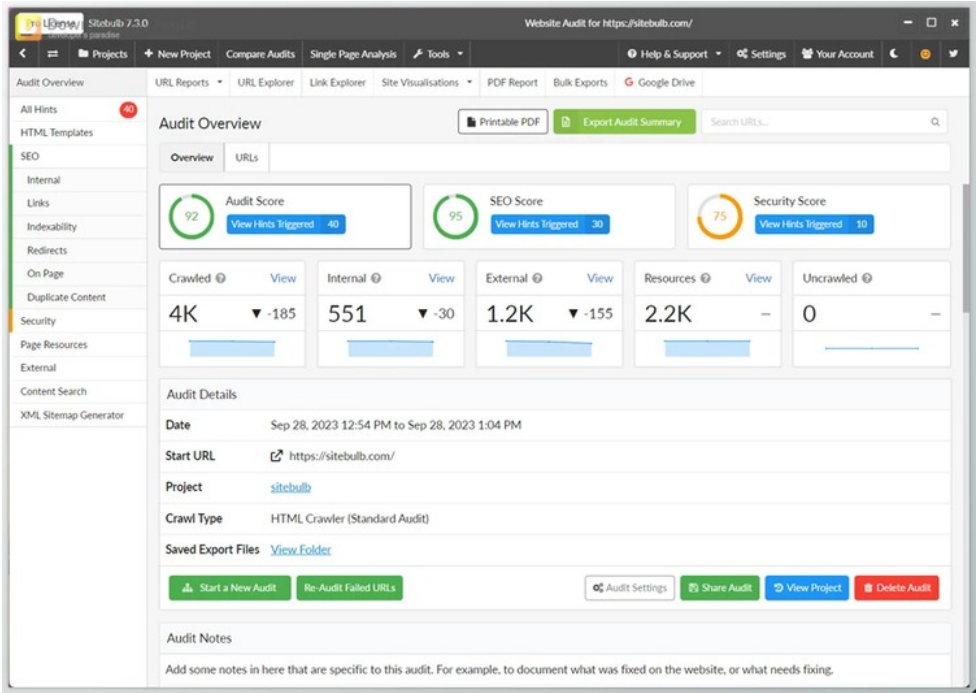 Pro License Sitebulb 7.3.0 Website Audit for https://sitebulb.com/
developer's paradise
Projects New Project Compare Audits Single Page Analysis Tools Help & Support Settings Your Account
Audit Overview URL Reports URL Explorer Link Explorer Site Visualisations PDF Report Bulk Exports Google Drive
All Hints 40
HTML Templates
SEO
Internal
Links
Indexability
Redirects
On Page
Duplicate Content
Security
Page Resources
External
Content Search
XML Sitemap Generator
Audit Overview Printable PDF Export Audit Summary Search URLs...
Overview URLs
92 Audit Score View Hints Triggered 40
95 SEO Score View Hints Triggered 30
75 Security Score View Hints Triggered 10
Crawled View Internal View External View Resources View Uncrawled
4K ▼ -185 551 ▼ -30 1.2K ▼ -155 2.2K – 0 –
Audit Details
Date Sep 28, 2023 12:54 PM to Sep 28, 2023 1:04 PM
Start URL https://sitebulb.com/
Project sitebulb
Crawl Type HTML Crawler (Standard Audit)
Saved Export Files View Folder
Start a New Audit Re-Audit Failed URLs Audit Settings Share Audit View Project Delete Audit
Audit Notes
Add some notes in here that are specific to this audit. For example, to document what was fixed on the website, or what needs fixing.